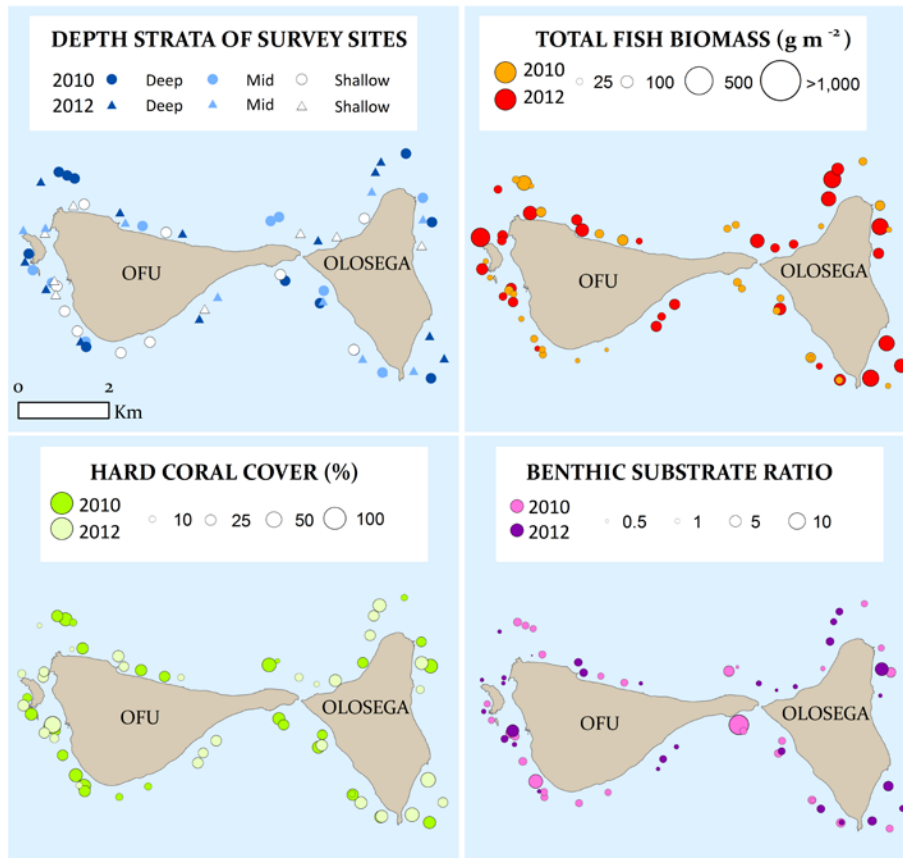 DEPTH STRATA OF SURVEY SITES
2010 Deep Mid Shallow
2012 Deep Mid Shallow
OFU
OLOSEGA
0 2
Km
TOTAL FISH BIOMASS (g m -2)
2010
2012
25 100 500 >1,000
OFU
OLOSEGA
HARD CORAL COVER (%)
2010
2012
10 25 50 100
OFU
OLOSEGA
BENTHIC SUBSTRATE RATIO
2010
2012
0.5 1 5 10
OFU
OLOSEGA